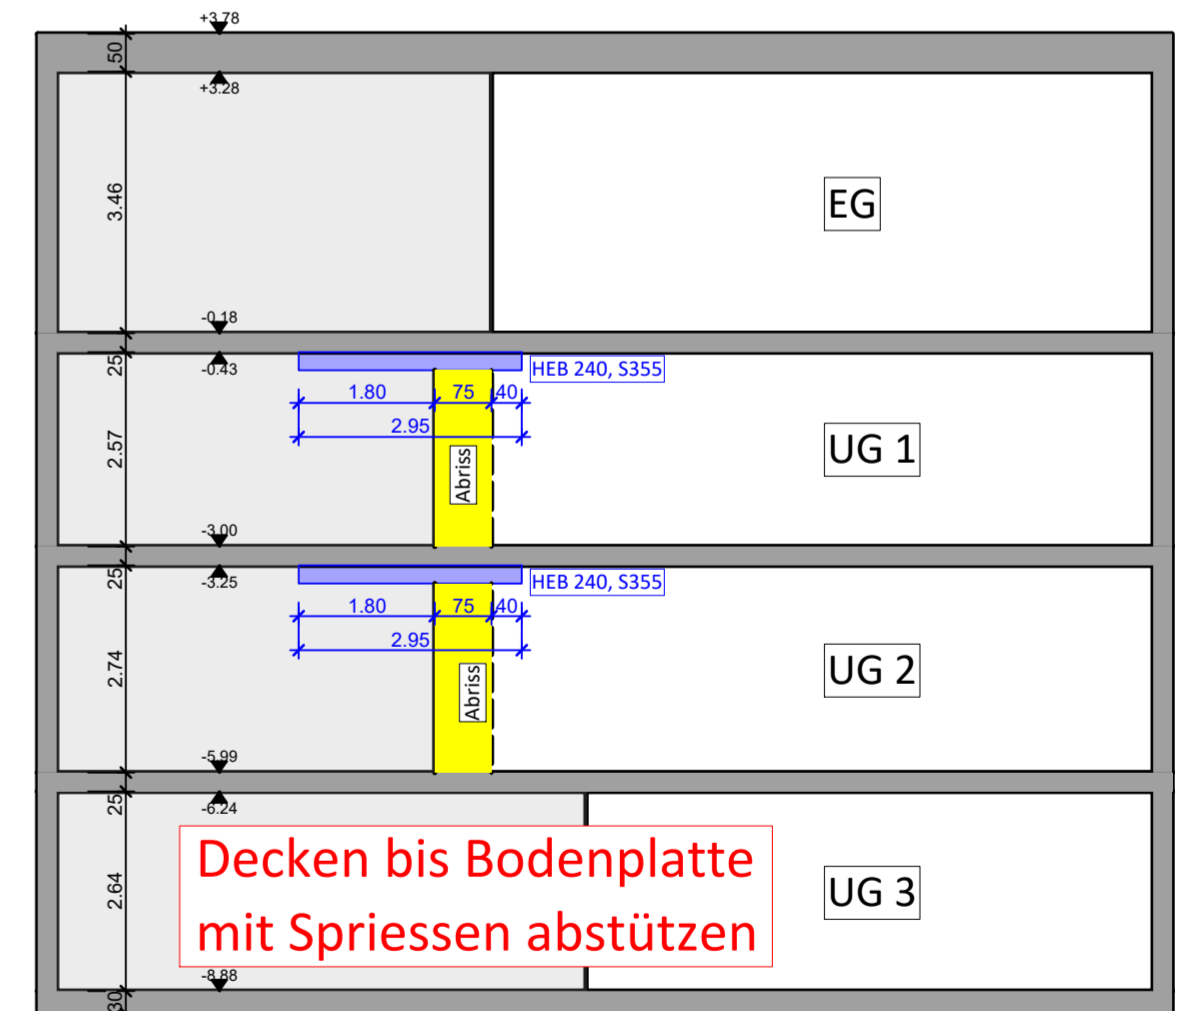 +3.78
50
+3.28
3.46
EG
-0.18
25
-0.43
HEB 240, S355
1.80 75 40
2.95
2.57
Abriss
UG 1
-3.00
25
-3.25
HEB 240, S355
1.80 75 40
2.95
2.74
Abriss
UG 2
-5.99
25
-6.24
Decken bis Bodenplatte
mit Spriessen abstützen
2.64
UG 3
-8.88
30